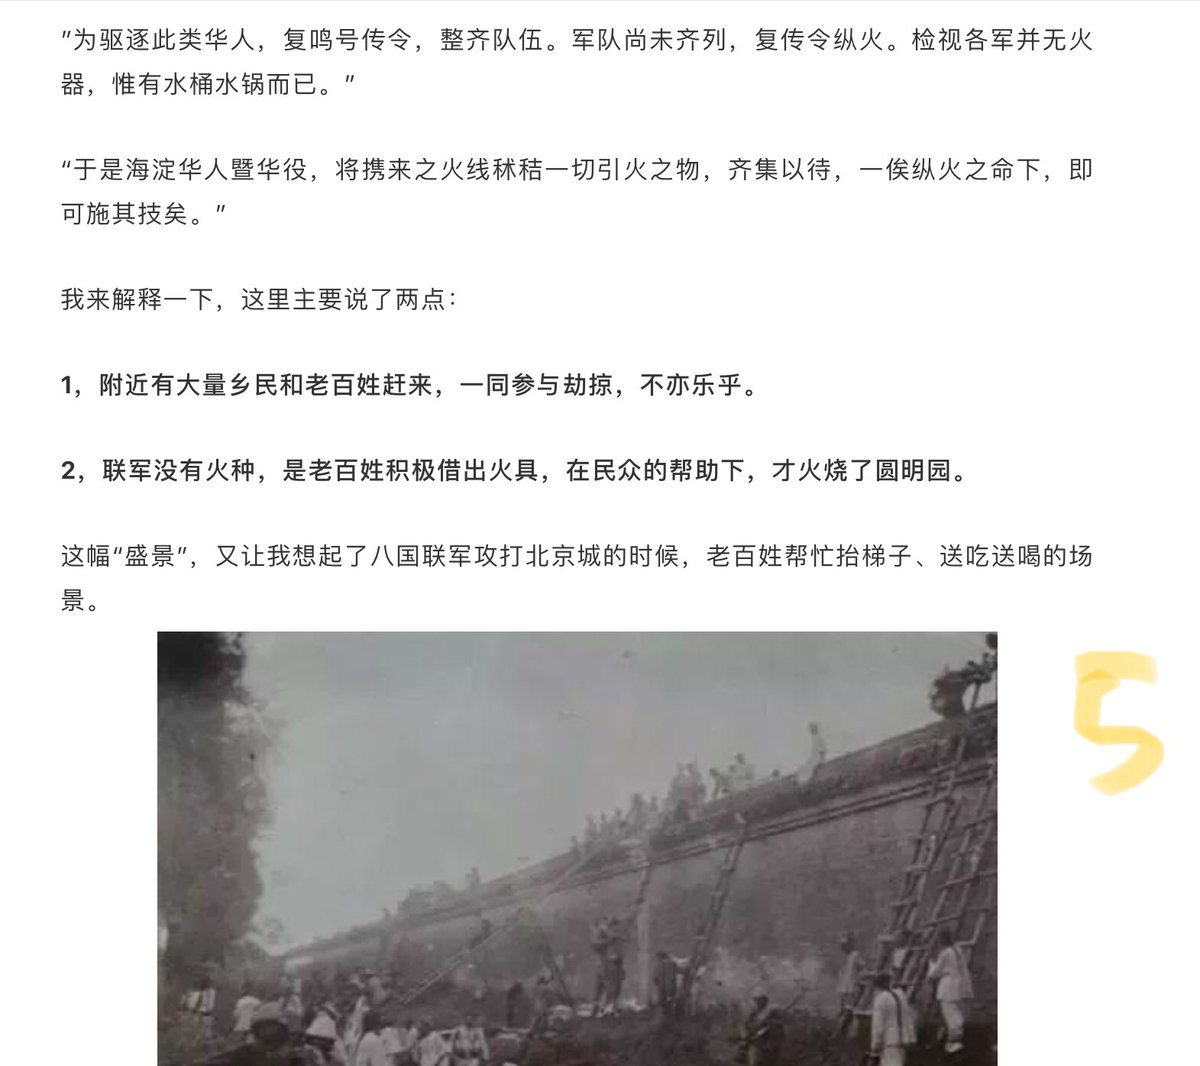 "为驱逐此类华人，复鸣号传令，整齐队伍。军队尚未齐列，复传令纵火。检视各军并无火
器，惟有水桶水锅而已。"
"于是海淀华人暨华役，将携来之火线秫秸一切引火之物，齐集以待，一俟纵火之命下，即
可施其技矣。"
我来解释一下，这里主要说了两点：
1，附近有大量乡民和老百姓赶来，一同参与劫掠，不亦乐乎。
2，联军没有火种，是老百姓积极借出火具，在民众的帮助下，才火烧了圆明园。
这幅“盛景”，又让我想起了八国联军攻打北京城的时候，老百姓帮忙抬梯子、送吃送喝的场
景。
5